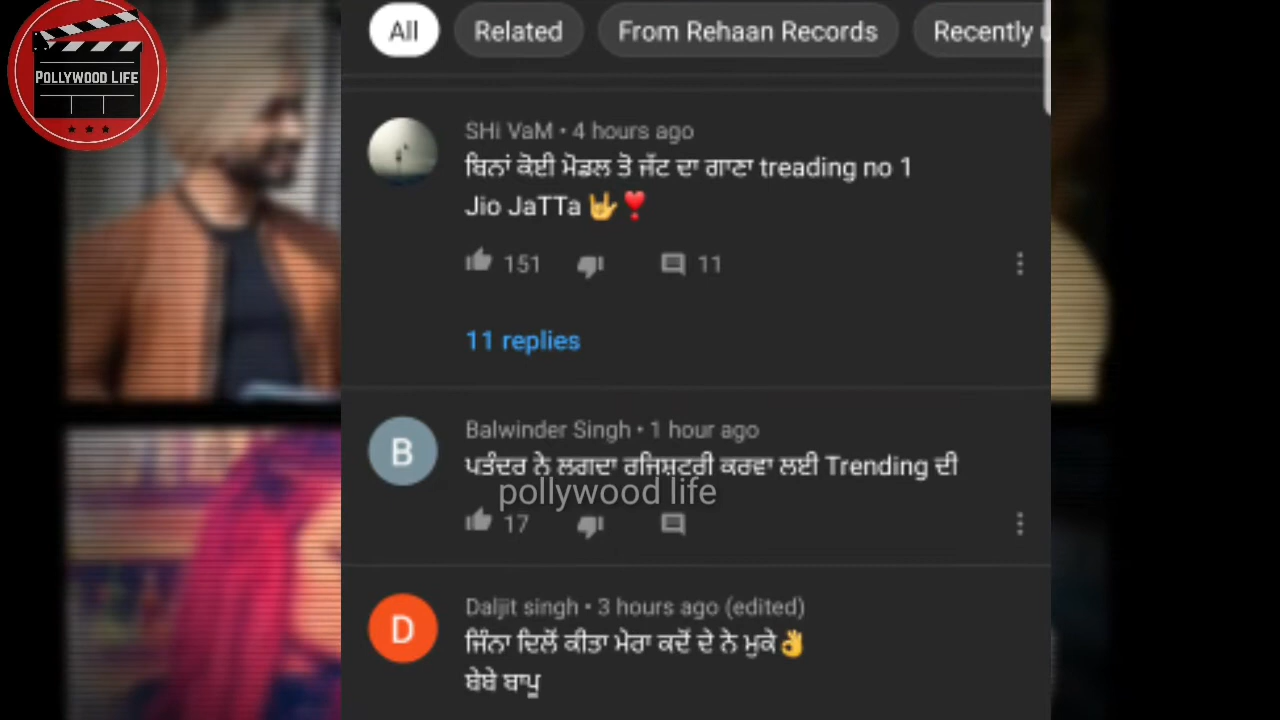 POLLYWOOD LIFE
All Related From Rehaan Records Recently
SHi VaM • 4 hours ago
ਬਿਨਾਂ ਕੋਈ ਮੋਡਲ ਤੋ ਜੱਟ ਦਾ ਗਾਣਾ treading no 1
Jio JaTTa 🤟❣️
151 11
11 replies
B
Balwinder Singh • 1 hour ago
ਪਤੰਦਰ ਨੇ ਲਗਦਾ ਰਜਿਸ਼ਟਰੀ ਕਰਵਾ ਲਈ Trending ਦੀ
pollywood life
17
D
Daljit singh • 3 hours ago (edited)
ਜਿੰਨਾ ਦਿਲੋਂ ਕੀਤਾ ਮੇਰਾ ਕਦੋਂ ਦੇ ਨੇ ਮੁਕੇ👌
ਬੇਬੇ ਬਾਪੂ